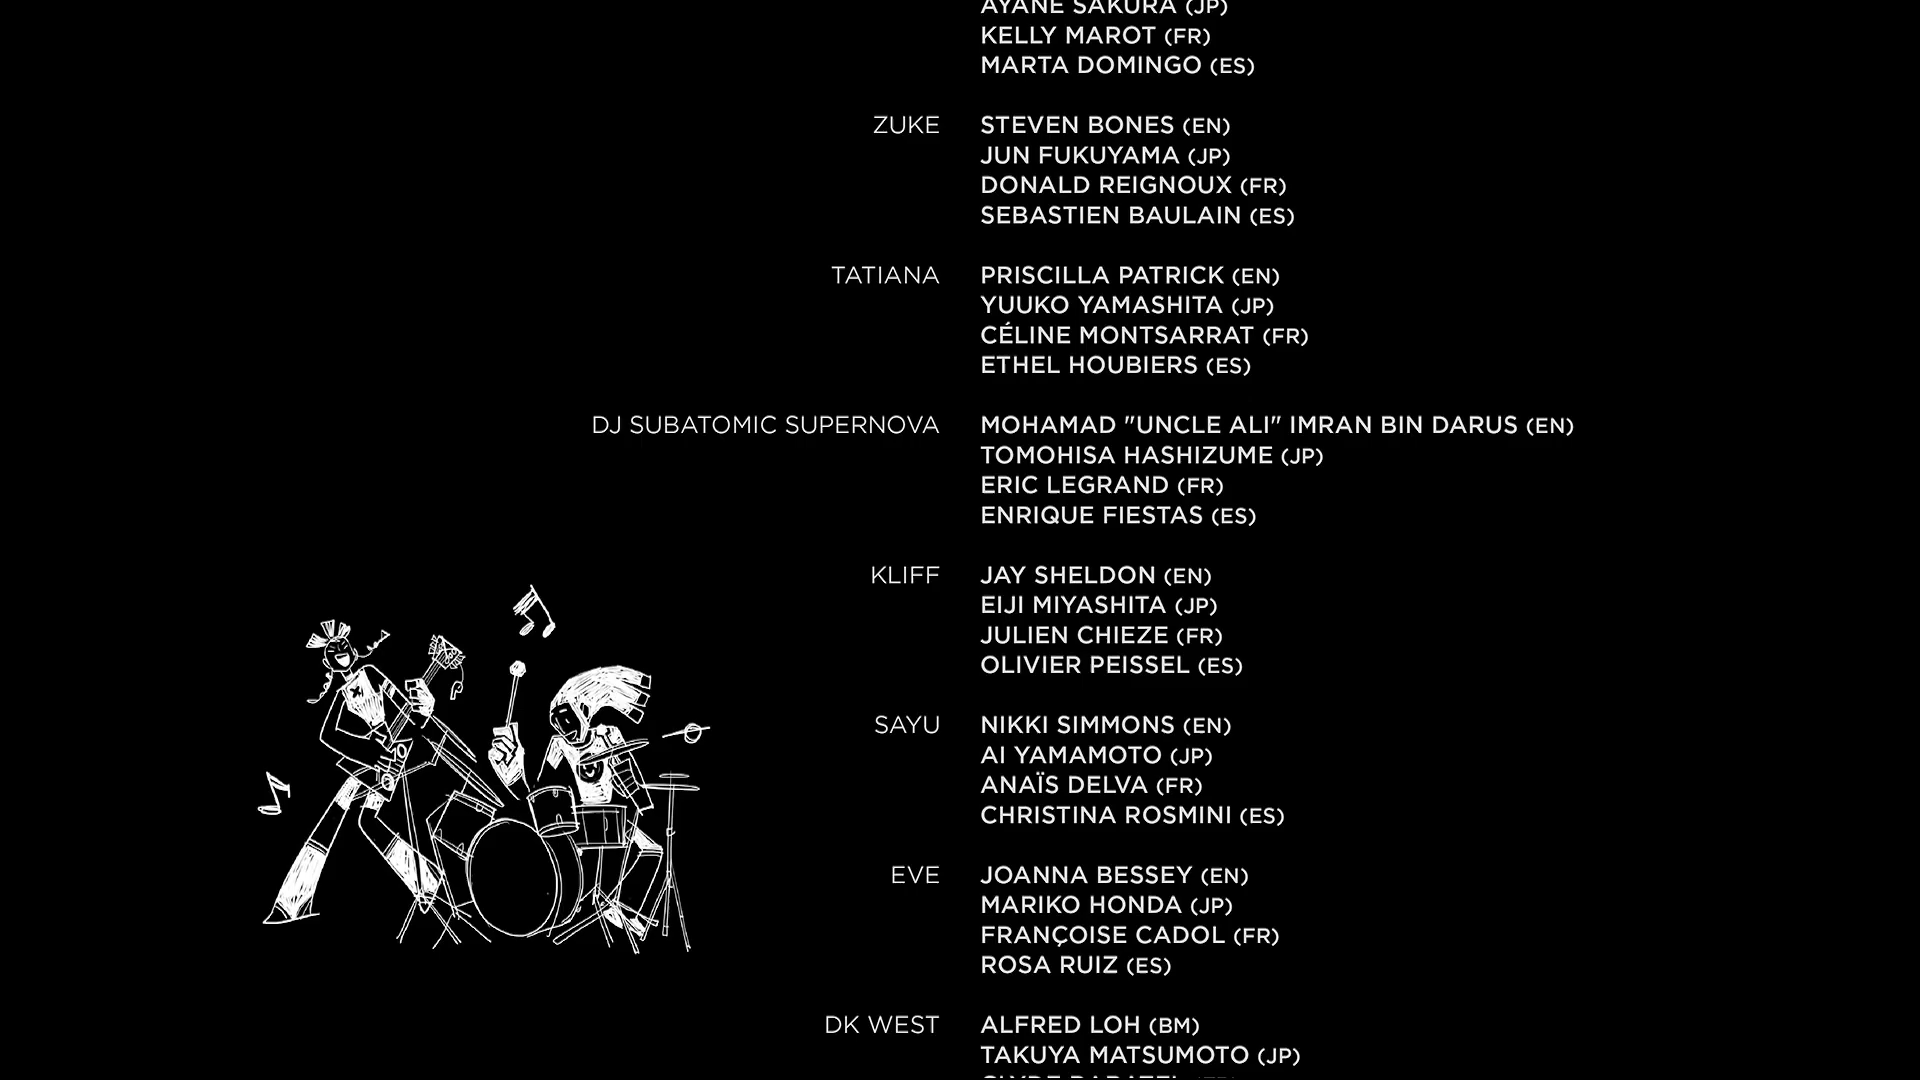 AYANE SAKURA (JP)
KELLY MAROT (FR)
MARTA DOMINGO (ES)
ZUKE STEVEN BONES (EN)
JUN FUKUYAMA (JP)
DONALD REIGNOUX (FR)
SEBASTIEN BAULAIN (ES)
TATIANA PRISCILLA PATRICK (EN)
YUUKO YAMASHITA (JP)
CÉLINE MONTSARRAT (FR)
ETHEL HOUBIERS (ES)
DJ SUBATOMIC SUPERNOVA MOHAMAD "UNCLE ALI" IMRAN BIN DARUS (EN)
TOMOHISA HASHIZUME (JP)
ERIC LEGRAND (FR)
ENRIQUE FIESTAS (ES)
KLIFF JAY SHELDON (EN)
EIJI MIYASHITA (JP)
JULIEN CHIEZE (FR)
OLIVIER PEISSEL (ES)
SAYU NIKKI SIMMONS (EN)
AI YAMAMOTO (JP)
ANAÏS DELVA (FR)
CHRISTINA ROSMINI (ES)
EVE JOANNA BESSEY (EN)
MARIKO HONDA (JP)
FRANÇOISE CADOL (FR)
ROSA RUIZ (ES)
DK WEST ALFRED LOH (BM)
TAKUYA MATSUMOTO (JP)